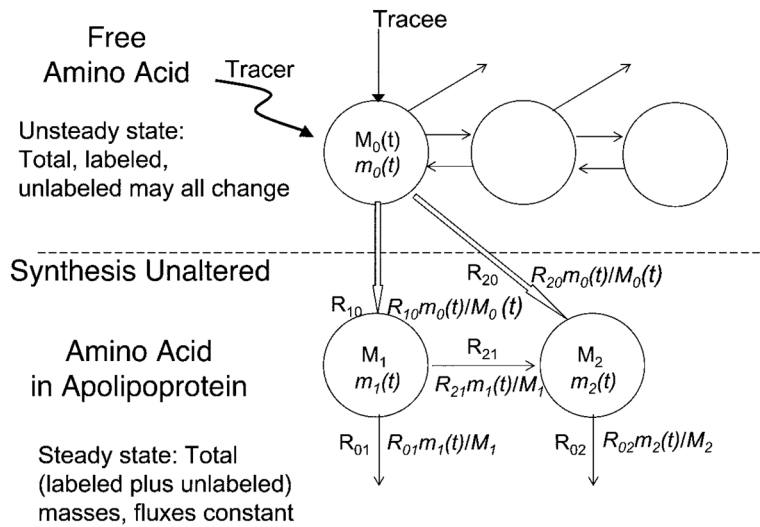 Tracee
Free
Amino Acid
Tracer
Unsteady state:
Total, labeled,
unlabeled may all change
M₀(t)
m₀(t)
Synthesis Unaltered
R₂₀
R₂₀m₀(t)/M₀(t)
R₁₀
R₁₀m₀(t)/M₀ (t)
Amino Acid
in Apolipoprotein
M₁
m₁(t)
R₂₁
R₂₁m₁(t)/M₁
M₂
m₂(t)
Steady state: Total
(labeled plus unlabeled)
masses, fluxes constant
R₀₁
R₀₁m₁(t)/M₁
R₀₂
R₀₂m₂(t)/M₂